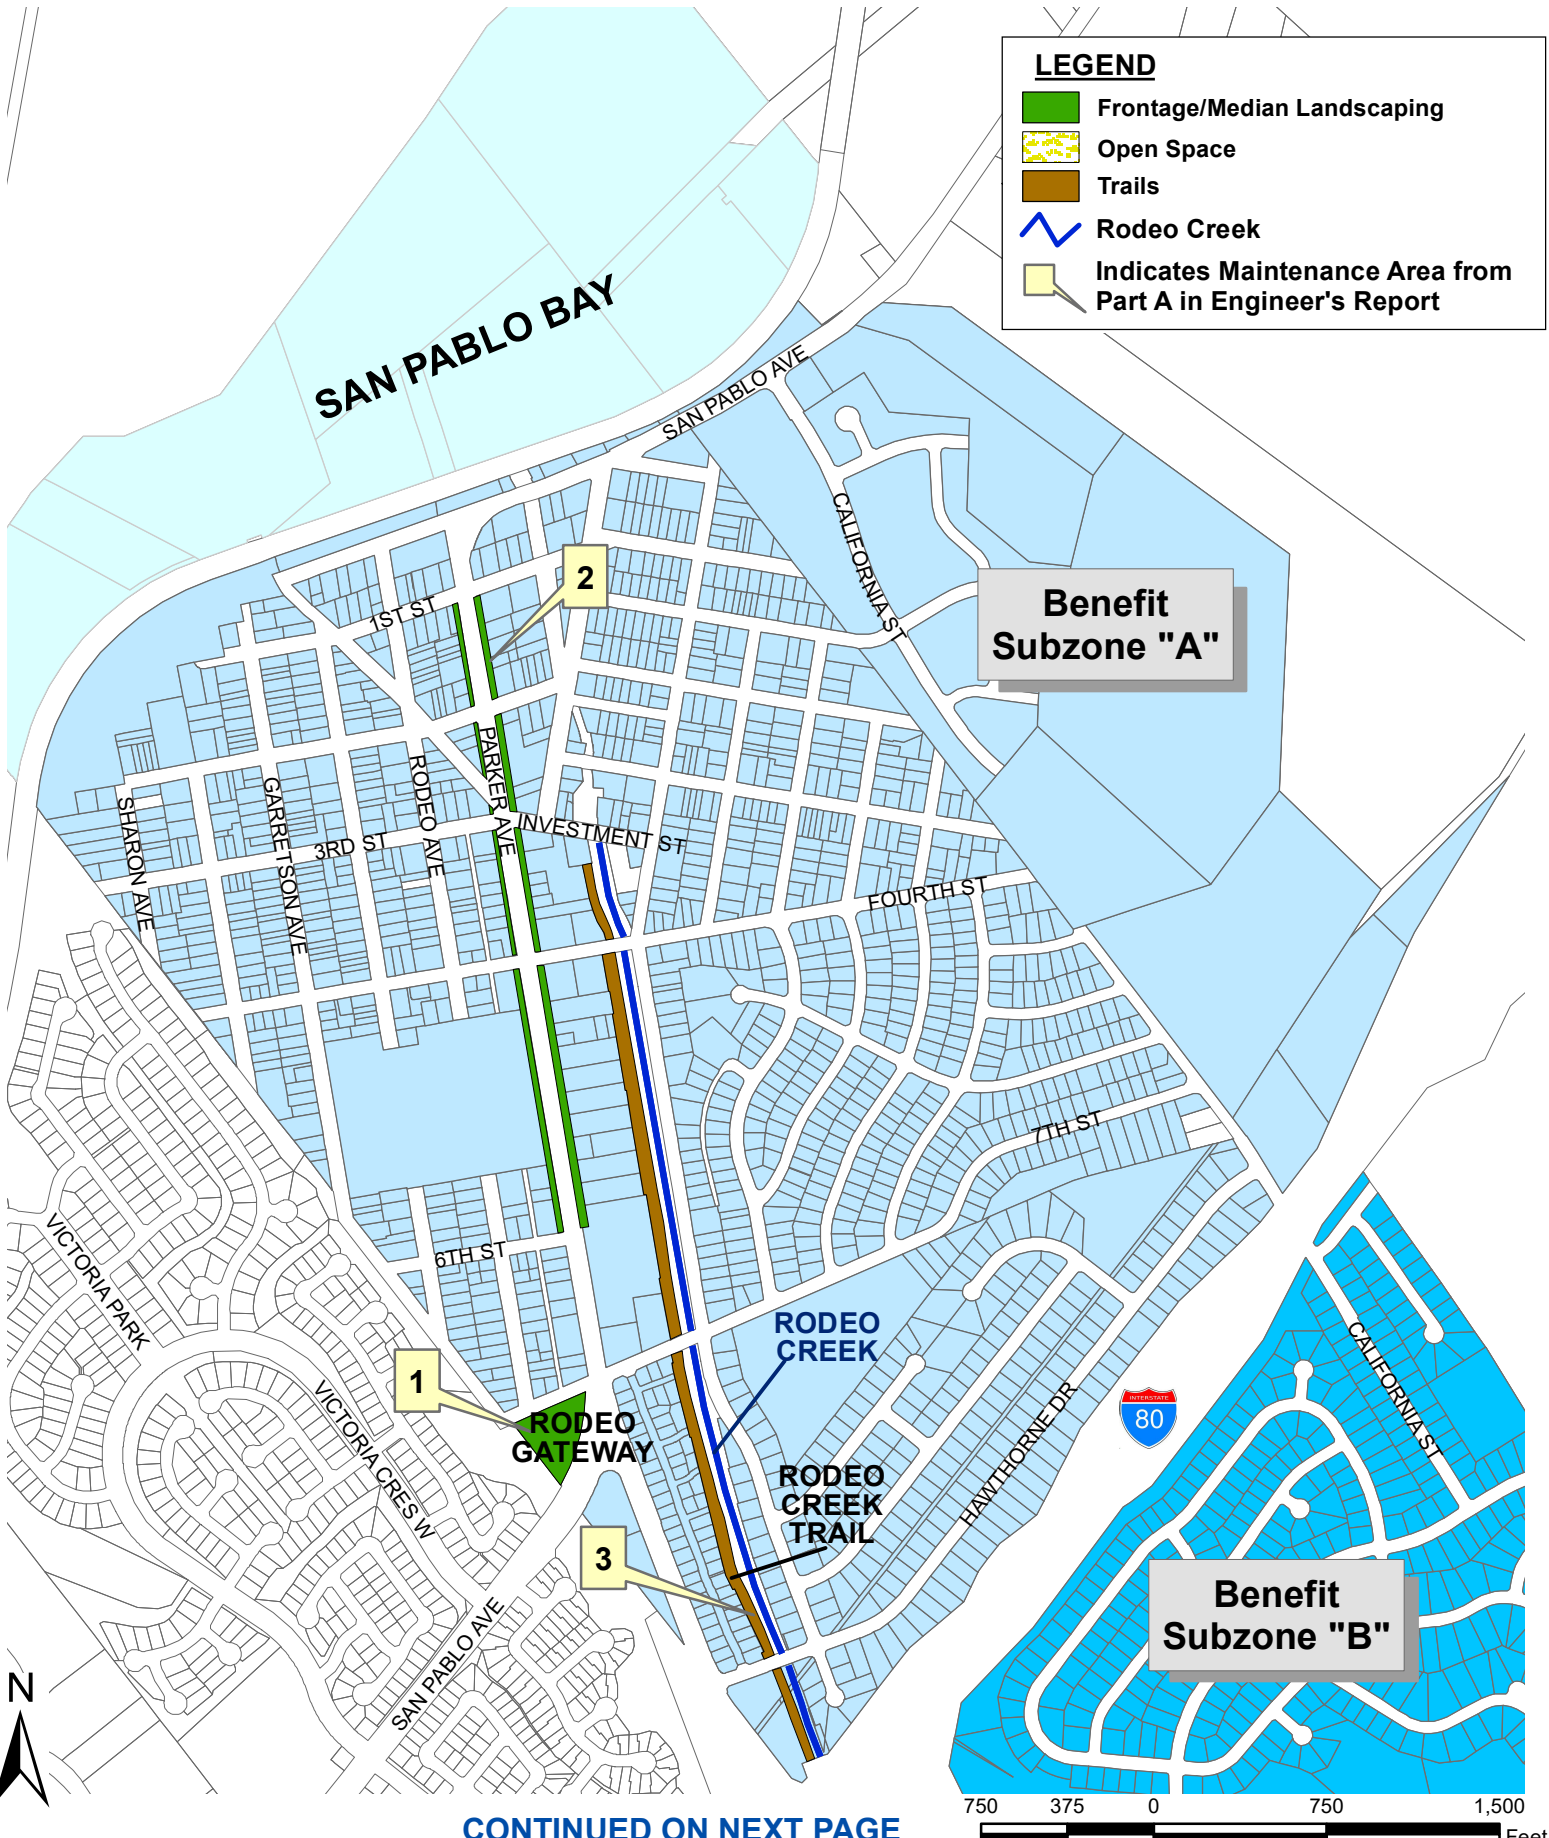 LEGEND
Frontage/Median Landscaping
Open Space
Trails
Rodeo Creek
Indicates Maintenance Area from
Part A in Engineer's Report
SAN PABLO BAY
SAN PABLO AVE
CALIFORNIA ST
2
1ST ST
Benefit
Subzone "A"
PARKER AVE
RODEO AVE
GARRETSON AVE
SHARON AVE
3RD ST
INVESTMENT ST
FOURTH ST
7TH ST
6TH ST
VICTORIA PARK
VICTORIA CRES W
1
RODEO
GATEWAY
RODEO
CREEK
RODEO
CREEK
TRAIL
HAWTHORNE DR
INTERSTATE
80
CALIFORNIA ST
3
SAN PABLO AVE
Benefit
Subzone "B"
N
750 375 0 750 1,500
Feet
CONTINUED ON NEXT PAGE